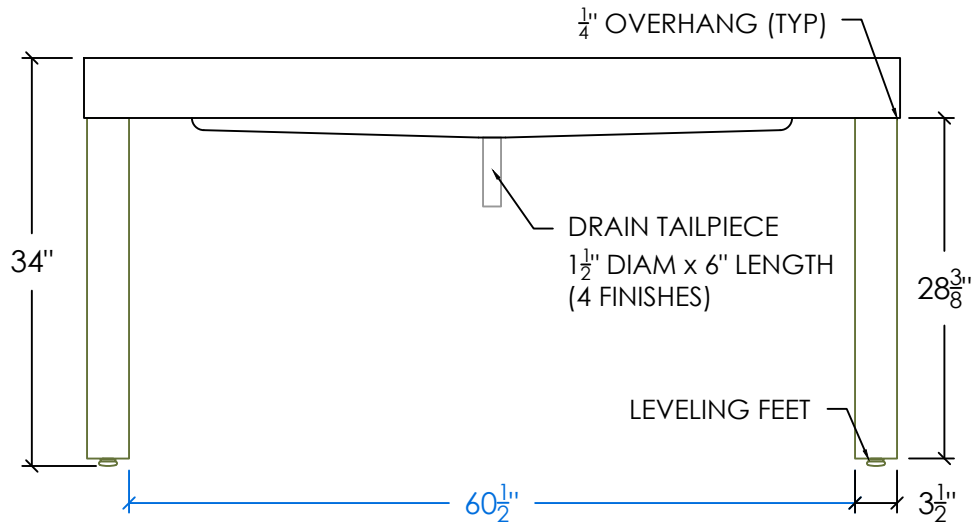 1/4" OVERHANG (TYP)
34"
DRAIN TAILPIECE
1 1/2" DIAM x 6" LENGTH
(4 FINISHES)
28 3/8"
LEVELING FEET
60 1/2"
3 1/2"